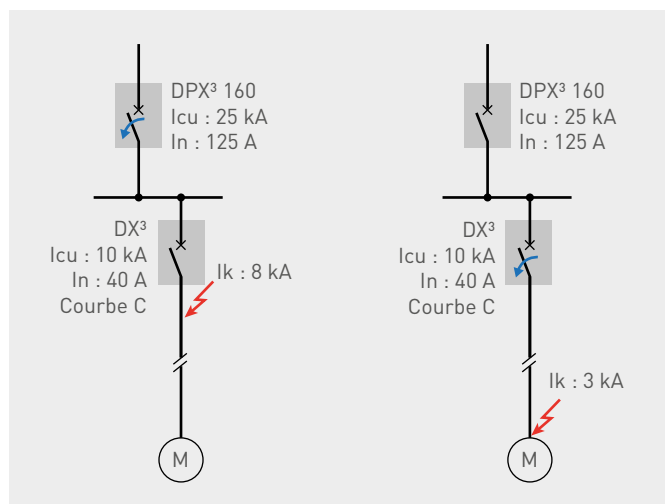 DPX³ 160
Icu : 25 kA
In : 125 A
DX³
Icu : 10 kA
In : 40 A
Courbe C
Ik : 8 kA
M
DPX³ 160
Icu : 25 kA
In : 125 A
DX³
Icu : 10 kA
In : 40 A
Courbe C
Ik : 3 kA
M